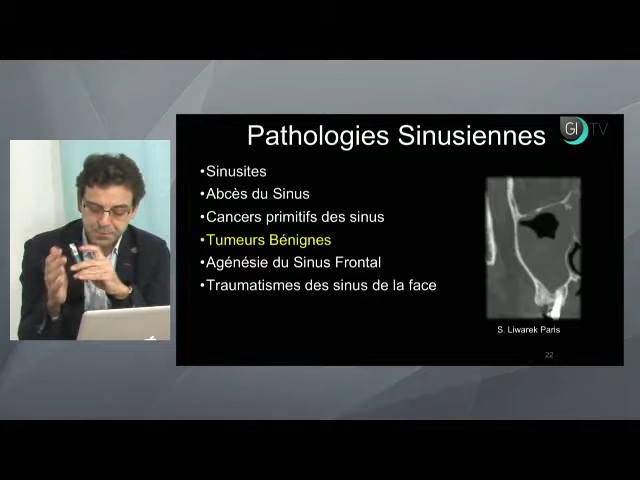 Pathologies Sinusiennes
GI TV
•Sinusites
•Abcès du Sinus
•Cancers primitifs des sinus
•Tumeurs Bénignes
•Agénésie du Sinus Frontal
•Traumatismes des sinus de la face
S. Liwarek Paris
22